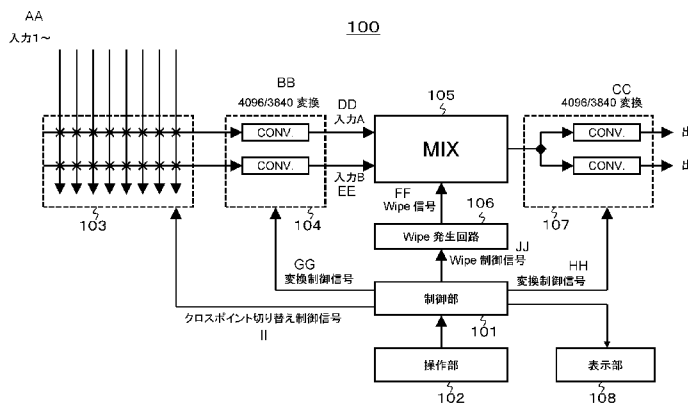 100
AA
入力1～
BB
4096/3840 変換
CONV.
CONV.
103
104
DD
入力A
入力B
EE
105
MIX
FF
Wipe 信号
106
Wipe 発生回路
JJ
Wipe 制御信号
CC
4096/3840 変換
CONV.
CONV.
出
出
107
GG
変換制御信号
HH
変換制御信号
クロスポイント切り替え制御信号
II
制御部
101
操作部
102
表示部
108